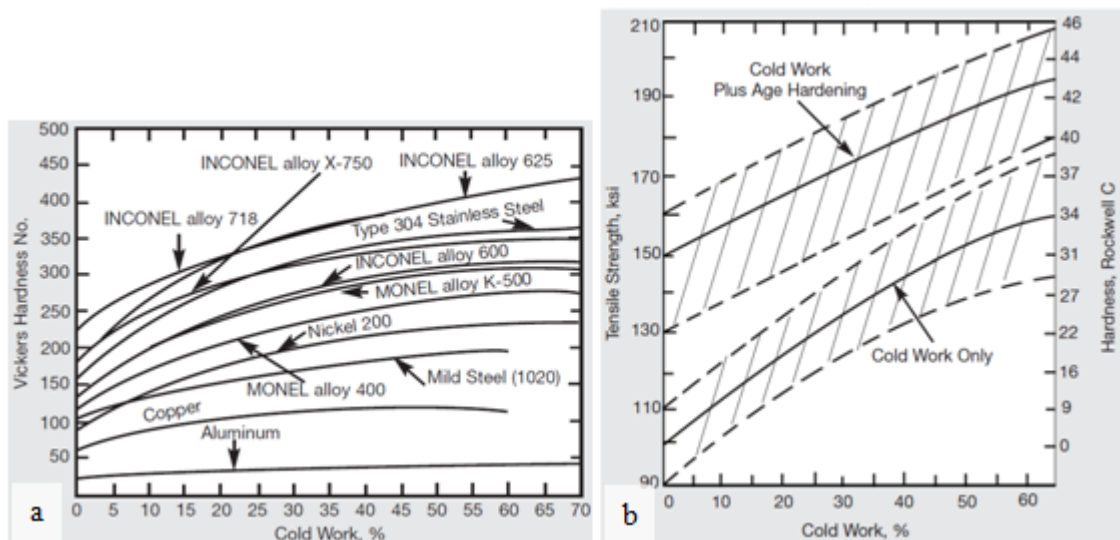 500
450
400
350
300
250
200
150
100
50
Vickers Hardness No.
INCONEL alloy X-750
INCONEL alloy 625
INCONEL alloy 718
Type 304 Stainless Steel
INCONEL alloy 600
MONEL alloy K-500
Nickel 200
MONEL alloy 400
Mild Steel (1020)
Copper
Aluminum
0 5 10 15 20 25 30 35 40 45 50 55 60 65 70
Cold Work, %
a
210
190
170
150
130
110
90
Tensile Strength, ksi
Cold Work
Plus Age Hardening
Cold Work Only
46
44
42
40
37
34
31
29
27
22
16
9
0
Hardness, Rockwell C
0 10 20 30 40 50 60
Cold Work, %
b